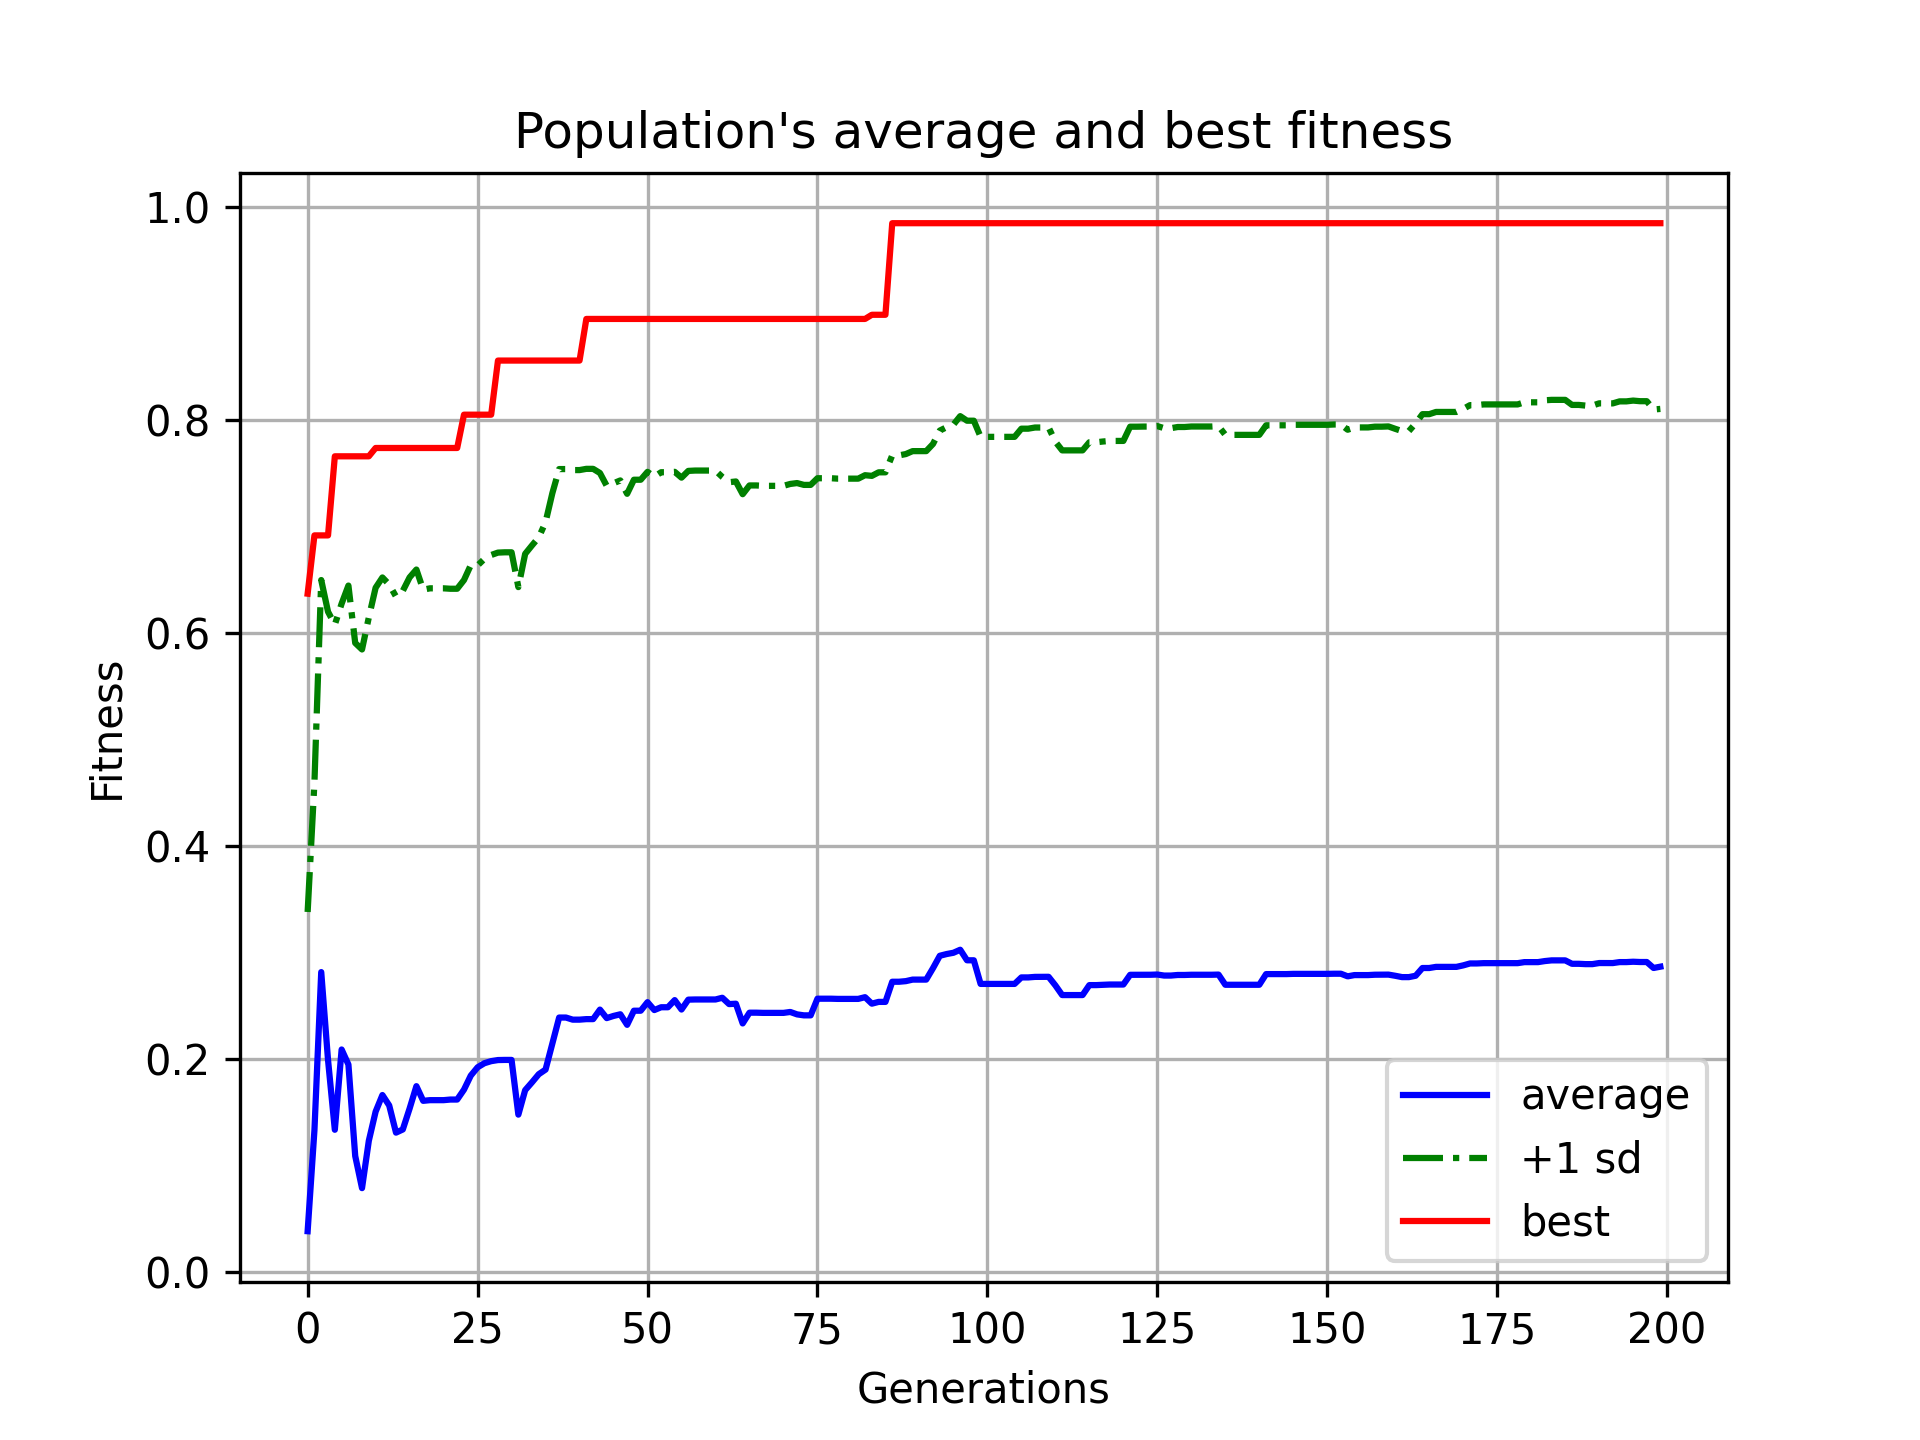 Population's average and best fitness
1.0
0.8
0.6
0.4
0.2
0.0
Fitness
0 25 50 75 100 125 150 175 200
Generations
average
+1 sd
best